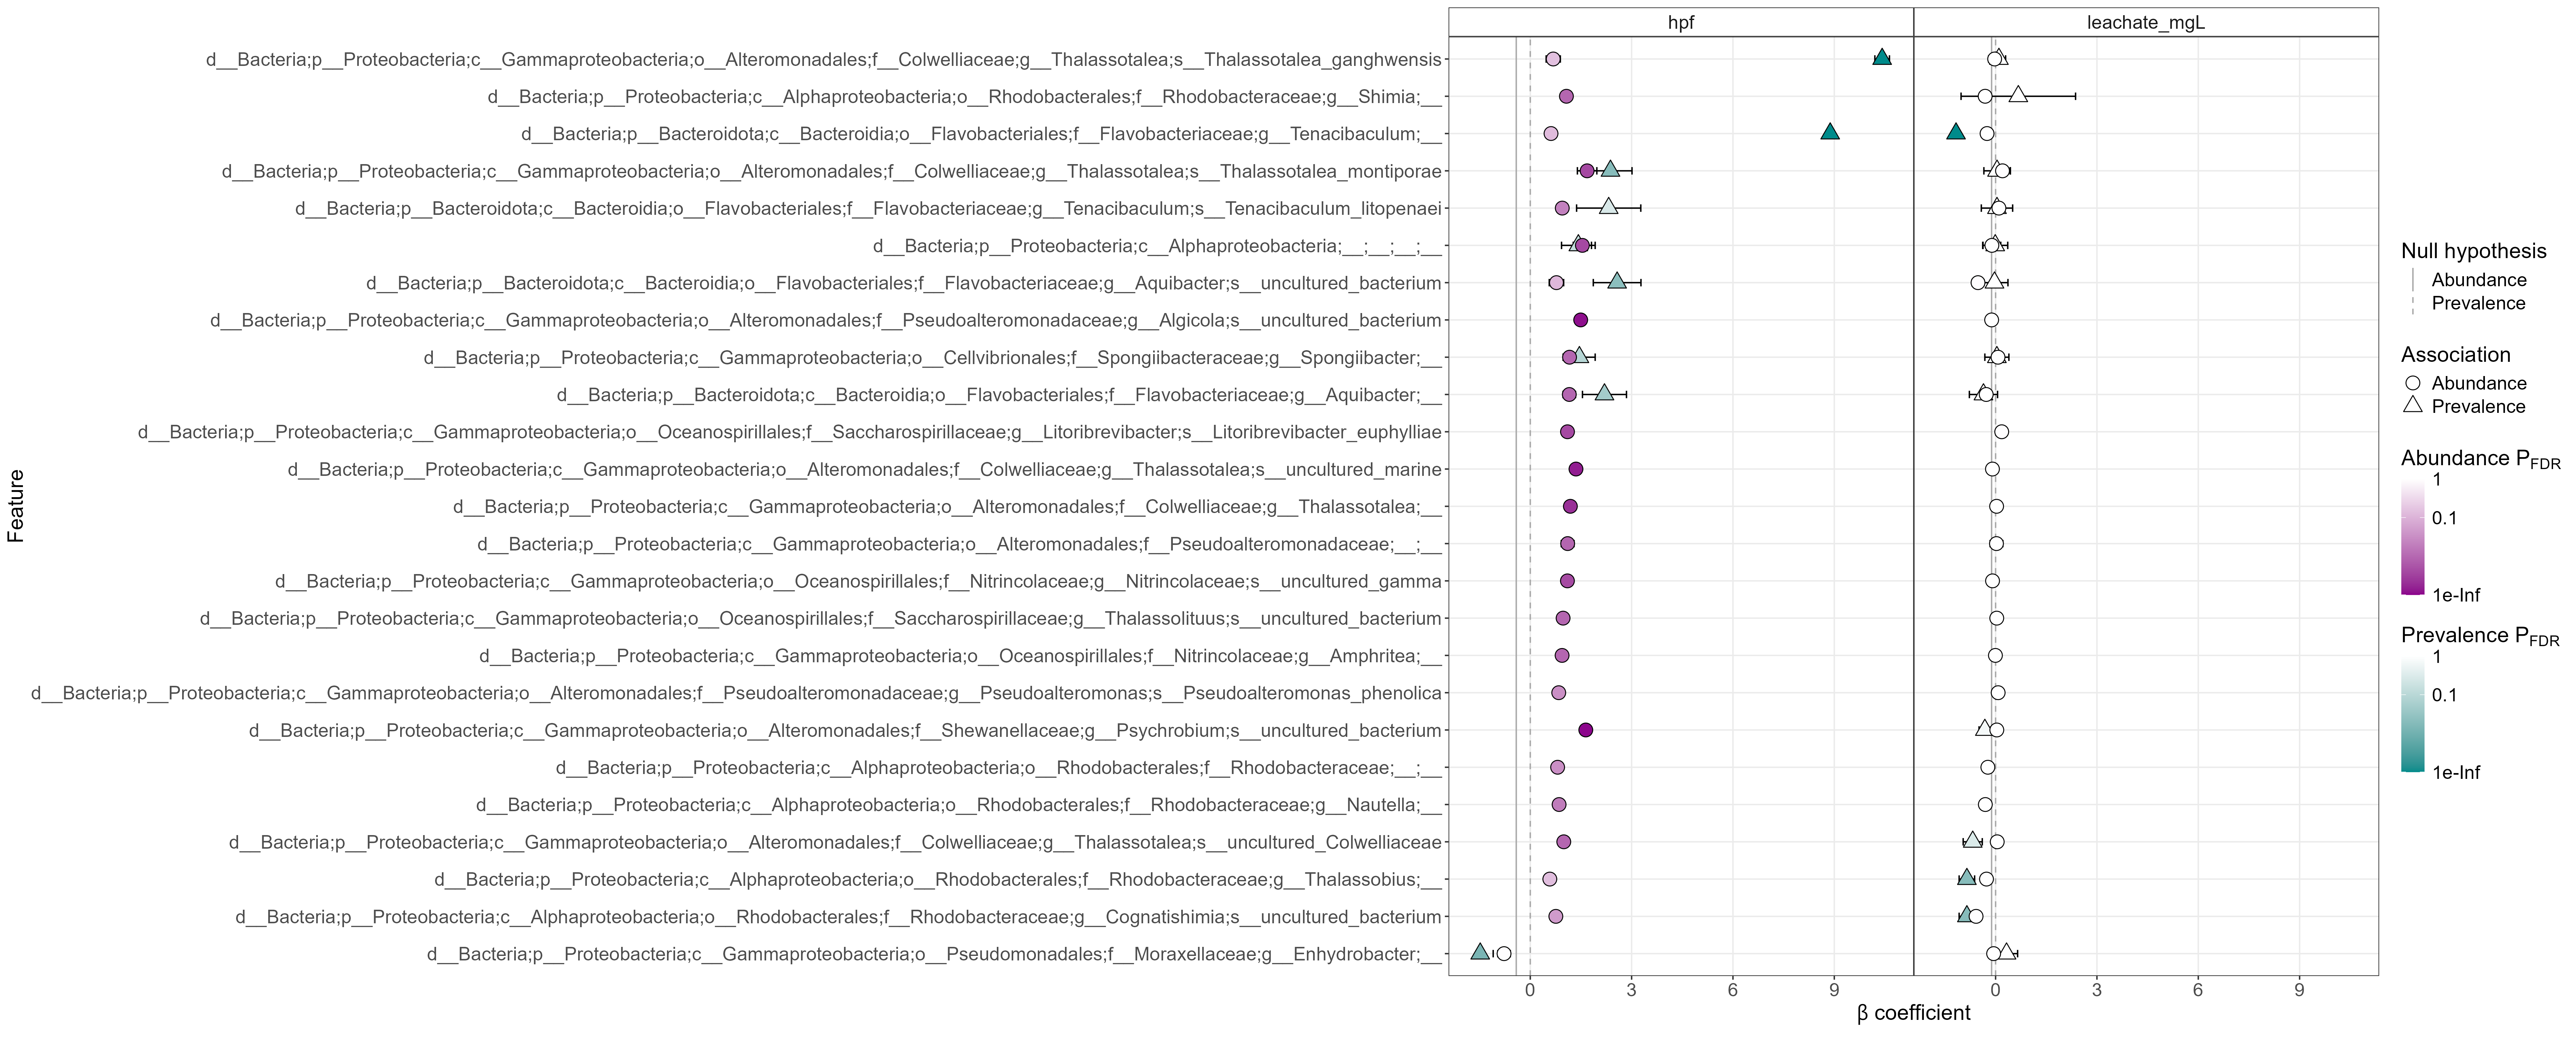 hpf
leachate_mgL
d__Bacteria;p__Proteobacteria;c__Gammaproteobacteria;o__Alteromonadales;f__Colwelliaceae;g__Thalassotalea;s__Thalassotalea_ganghwensis
d__Bacteria;p__Proteobacteria;c__Alphaproteobacteria;o__Rhodobacterales;f__Rhodobacteraceae;g__Shimia;__
d__Bacteria;p__Bacteroidota;c__Bacteroidia;o__Flavobacteriales;f__Flavobacteriaceae;g__Tenacibaculum;__
d__Bacteria;p__Proteobacteria;c__Gammaproteobacteria;o__Alteromonadales;f__Colwelliaceae;g__Thalassotalea;s__Thalassotalea_montiporae
d__Bacteria;p__Bacteroidota;c__Bacteroidia;o__Flavobacteriales;f__Flavobacteriaceae;g__Tenacibaculum;s__Tenacibaculum_litopenaei
d__Bacteria;p__Proteobacteria;c__Alphaproteobacteria;__;__;__;__
d__Bacteria;p__Bacteroidota;c__Bacteroidia;o__Flavobacteriales;f__Flavobacteriaceae;g__Aquibacter;s__uncultured_bacterium
d__Bacteria;p__Proteobacteria;c__Gammaproteobacteria;o__Alteromonadales;f__Pseudoalteromonadaceae;g__Algicola;s__uncultured_bacterium
d__Bacteria;p__Proteobacteria;c__Gammaproteobacteria;o__Cellvibrionales;f__Spongiibacteraceae;g__Spongiibacter;__
d__Bacteria;p__Bacteroidota;c__Bacteroidia;o__Flavobacteriales;f__Flavobacteriaceae;g__Aquibacter;__
d__Bacteria;p__Proteobacteria;c__Gammaproteobacteria;o__Oceanospirillales;f__Saccharospirillaceae;g__Litoribrevibacter;s__Litoribrevibacter_euphylliae
d__Bacteria;p__Proteobacteria;c__Gammaproteobacteria;o__Alteromonadales;f__Colwelliaceae;g__Thalassotalea;s__uncultured_marine
d__Bacteria;p__Proteobacteria;c__Gammaproteobacteria;o__Alteromonadales;f__Colwelliaceae;g__Thalassotalea;__
d__Bacteria;p__Proteobacteria;c__Gammaproteobacteria;o__Alteromonadales;f__Pseudoalteromonadaceae;__;__
d__Bacteria;p__Proteobacteria;c__Gammaproteobacteria;o__Oceanospirillales;f__Nitrincolaceae;g__Nitrincolaceae;s__uncultured_gamma
d__Bacteria;p__Proteobacteria;c__Gammaproteobacteria;o__Oceanospirillales;f__Saccharospirillaceae;g__Thalassolituus;s__uncultured_bacterium
d__Bacteria;p__Proteobacteria;c__Gammaproteobacteria;o__Oceanospirillales;f__Nitrincolaceae;g__Amphritea;__
d__Bacteria;p__Proteobacteria;c__Gammaproteobacteria;o__Alteromonadales;f__Pseudoalteromonadaceae;g__Pseudoalteromonas;s__Pseudoalteromonas_phenolica
d__Bacteria;p__Proteobacteria;c__Gammaproteobacteria;o__Alteromonadales;f__Shewanellaceae;g__Psychrobium;s__uncultured_bacterium
d__Bacteria;p__Proteobacteria;c__Alphaproteobacteria;o__Rhodobacterales;f__Rhodobacteraceae;__;__
d__Bacteria;p__Proteobacteria;c__Alphaproteobacteria;o__Rhodobacterales;f__Rhodobacteraceae;g__Nautella;__
d__Bacteria;p__Proteobacteria;c__Gammaproteobacteria;o__Alteromonadales;f__Colwelliaceae;g__Thalassotalea;s__uncultured_Colwelliaceae
d__Bacteria;p__Proteobacteria;c__Alphaproteobacteria;o__Rhodobacterales;f__Rhodobacteraceae;g__Thalassobius;__
d__Bacteria;p__Proteobacteria;c__Alphaproteobacteria;o__Rhodobacterales;f__Rhodobacteraceae;g__Cognatishimia;s__uncultured_bacterium
d__Bacteria;p__Proteobacteria;c__Gammaproteobacteria;o__Pseudomonadales;f__Moraxellaceae;g__Enhydrobacter;__
Feature
0 3 6 9
0 3 6 9
β coefficient
Null hypothesis
Abundance
Prevalence
Association
Abundance
Prevalence
Abundance P_FDR
1
0.1
1e-Inf
Prevalence P_FDR
1
0.1
1e-Inf